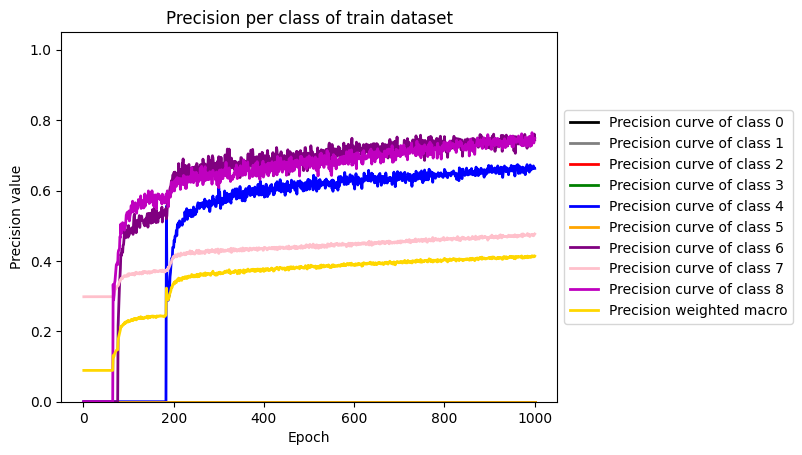 Precision per class of train dataset
Precision value
1.0
0.8
0.6
0.4
0.2
0.0
0
200
400
600
800
1000
Epoch
Precision curve of class 0
Precision curve of class 1
Precision curve of class 2
Precision curve of class 3
Precision curve of class 4
Precision curve of class 5
Precision curve of class 6
Precision curve of class 7
Precision curve of class 8
Precision weighted macro